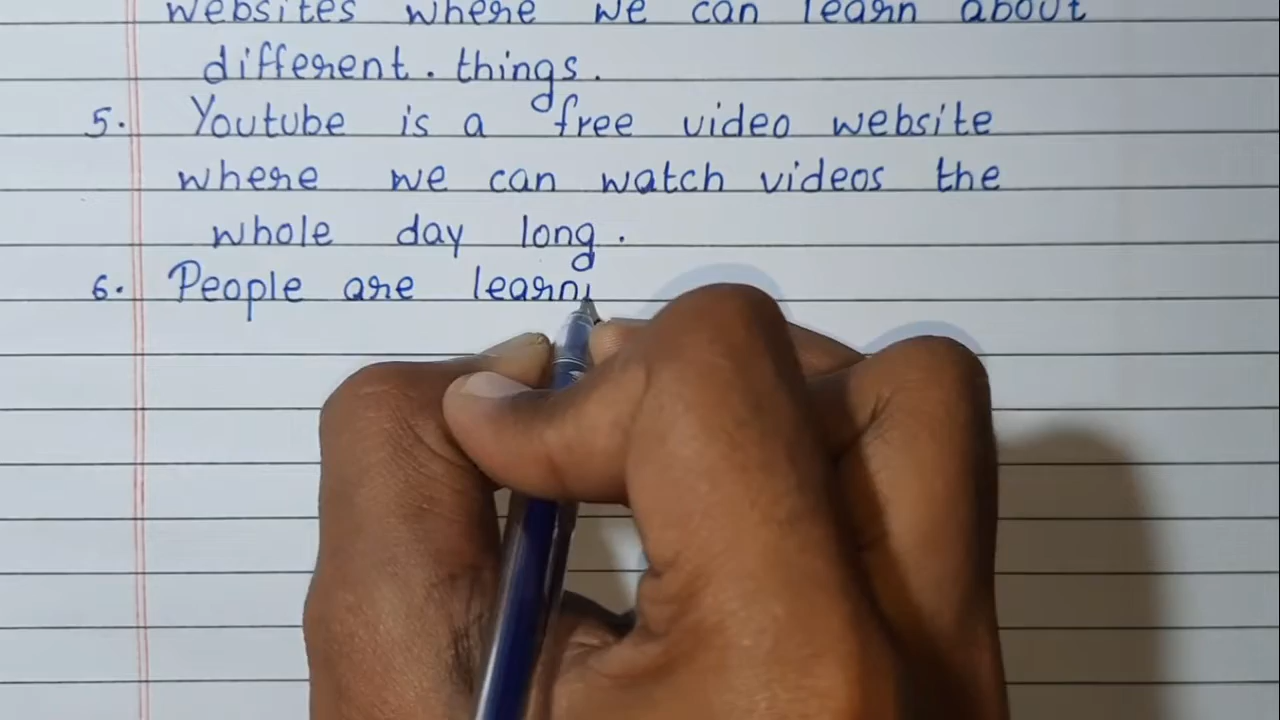 websites where we can learn about
different. things.
5. Youtube is a free video website
where we can watch videos the
whole day long.
6. People are learni